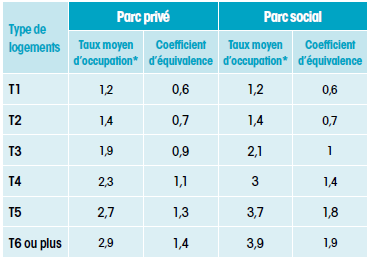 Type de logements Parc privé Parc social
Taux moyen d'occupation* Coefficient d'équivalence Taux moyen d'occupation* Coefficient d'équivalence
T1 1,2 0,6 1,2 0,6
T2 1,4 0,7 1,4 0,7
T3 1,9 0,9 2,1 1
T4 2,3 1,1 3 1,4
T5 2,7 1,3 3,7 1,8
T6 ou plus 2,9 1,4 3,9 1,9